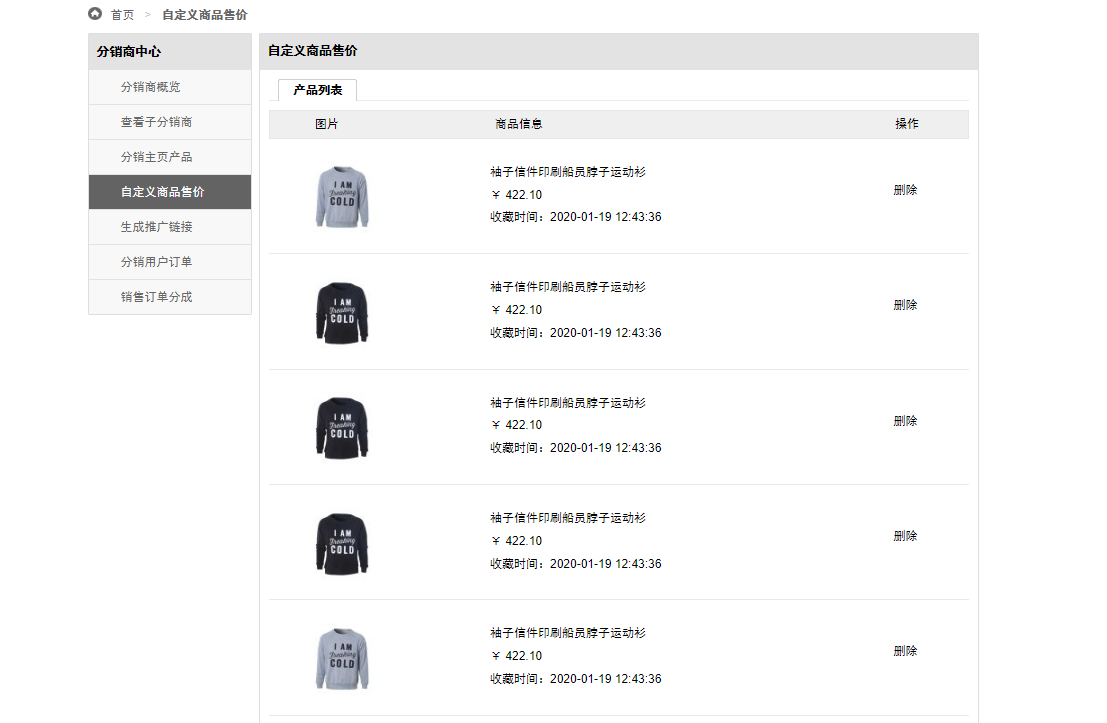 首页 > 自定义商品售价
分销商中心
分销商概览
查看子分销商
分销主页产品
自定义商品售价
生成推广链接
分销用户订单
销售订单分成
自定义商品售价
产品列表
图片 商品信息 操作
I AM
Freaking
COLD
袖子信件印刷船员脖子运动衫
¥ 422.10
收藏时间：2020-01-19 12:43:36
删除
I AM
Freaking
COLD
袖子信件印刷船员脖子运动衫
¥ 422.10
收藏时间：2020-01-19 12:43:36
删除
I AM
Freaking
COLD
袖子信件印刷船员脖子运动衫
¥ 422.10
收藏时间：2020-01-19 12:43:36
删除
I AM
Freaking
COLD
袖子信件印刷船员脖子运动衫
¥ 422.10
收藏时间：2020-01-19 12:43:36
删除
I AM
Freaking
COLD
袖子信件印刷船员脖子运动衫
¥ 422.10
收藏时间：2020-01-19 12:43:36
删除